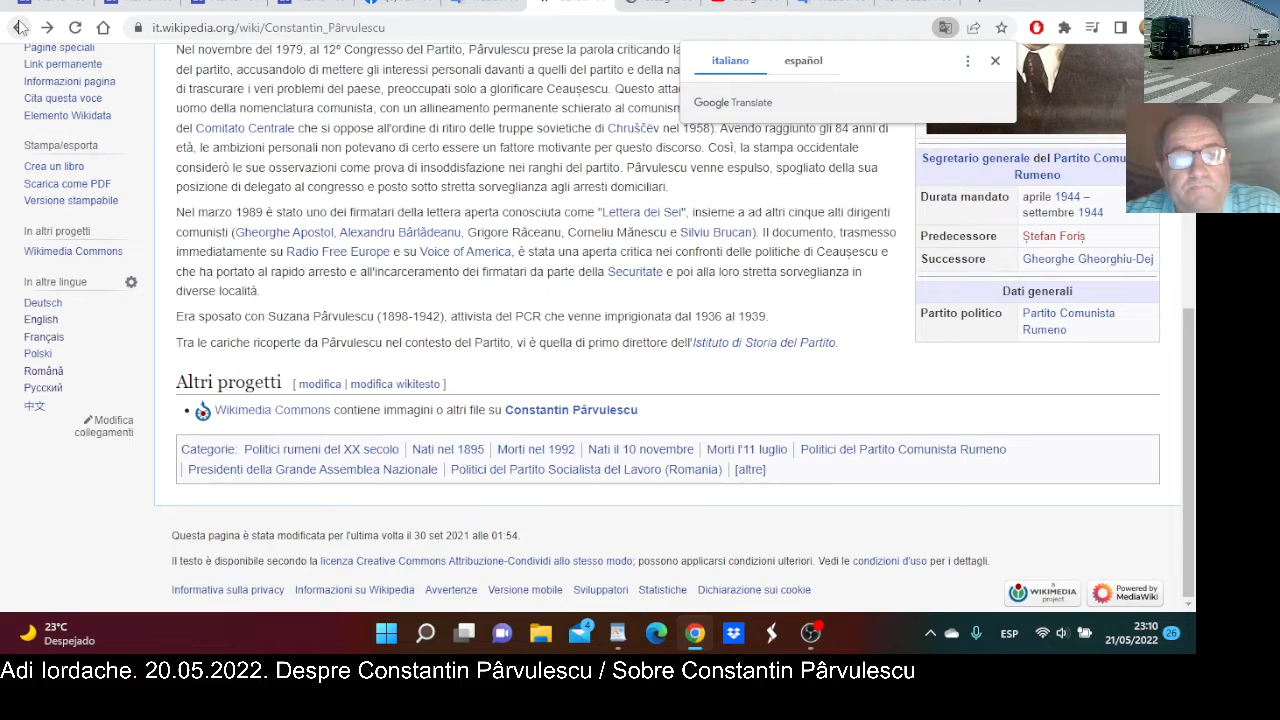 it.wikipedia.org/wiki/Constantin_Pârvulescu
italiano
español
Google Translate
Pagine speciali
Link permanente
Informazioni pagina
Cita questa voce
Elemento Wikidata
Stampa/esporta
Crea un libro
Scarica come PDF
Versione stampabile
In altri progetti
Wikimedia Commons
In altre lingue
Deutsch
English
Français
Polski
Română
Русский
中文
Modifica
collegamenti
Nel novembre del 1979, al 12º Congresso del Partito, Pârvulescu prese la parola criticando la
del partito, accusandolo di mettere gli interessi personali davanti a quelli del partito e della na
di trascurare i veri problemi del paese, preoccupati solo a glorificare Ceaușescu. Questo attac
uomo della nomenclatura comunista, con un allineamento permanente schierato al comunism
del Comitato Centrale che si oppose all'ordine di ritiro delle truppe sovietiche di Chruščëv nel 1958). Avendo raggiunto gli 84 anni di
età, le ambizioni personali non potevano di certo essere un fattore motivante per questo discorso. Così, la stampa occidentale
considerò le sue osservazioni come prova di insoddisfazione nei ranghi del partito. Pârvulescu venne espulso, spogliato della sua
posizione di delegato al congresso e posto sotto stretta sorveglianza agli arresti domiciliari.
Nel marzo 1989 è stato uno dei firmatari della lettera aperta conosciuta come "Lettera dei Sei", insieme a ad altri cinque alti dirigenti
comunisti (Gheorghe Apostol, Alexandru Bârlădeanu, Grigore Răceanu, Corneliu Mănescu e Silviu Brucan). Il documento, trasmesso
immediatamente su Radio Free Europe e su Voice of America, è stata una aperta critica nei confronti delle politiche di Ceaușescu e
che ha portato al rapido arresto e all'incarceramento dei firmatari da parte della Securitate e poi alla loro stretta sorveglianza in
diverse località.
Era sposato con Suzana Pârvulescu (1898-1942), attivista del PCR che venne imprigionata dal 1936 al 1939.
Tra le cariche ricoperte da Pârvulescu nel contesto del Partito, vi è quella di primo direttore dell'Istituto di Storia del Partito.
Segretario generale del Partito Comu
Rumeno
Durata mandato aprile 1944 –
settembre 1944
Predecessore Ștefan Foriș
Successore Gheorghe Gheorghiu-Dej
Dati generali
Partito politico Partito Comunista
Rumeno
Altri progetti [ modifica | modifica wikitesto ]
Wikimedia Commons contiene immagini o altri file su Constantin Pârvulescu
Categorie: Politici rumeni del XX secolo | Nati nel 1895 | Morti nel 1992 | Nati il 10 novembre | Morti l'11 luglio | Politici del Partito Comunista Rumeno
| Presidenti della Grande Assemblea Nazionale | Politici del Partito Socialista del Lavoro (Romania) | [altre]
Questa pagina è stata modificata per l'ultima volta il 30 set 2021 alle 01:54.
Il testo è disponibile secondo la licenza Creative Commons Attribuzione-Condividi allo stesso modo; possono applicarsi condizioni ulteriori. Vedi le condizioni d'uso per i dettagli.
Informativa sulla privacy Informazioni su Wikipedia Avvertenze Versione mobile Sviluppatori Statistiche Dichiarazione sui cookie
a
WIKIMEDIA
project
Powered by
MediaWiki
23°C
Despejado
4
ESP
23:10
21/05/2022
26
Adi Iordache. 20.05.2022. Despre Constantin Pârvulescu / Sobre Constantin Pârvulescu